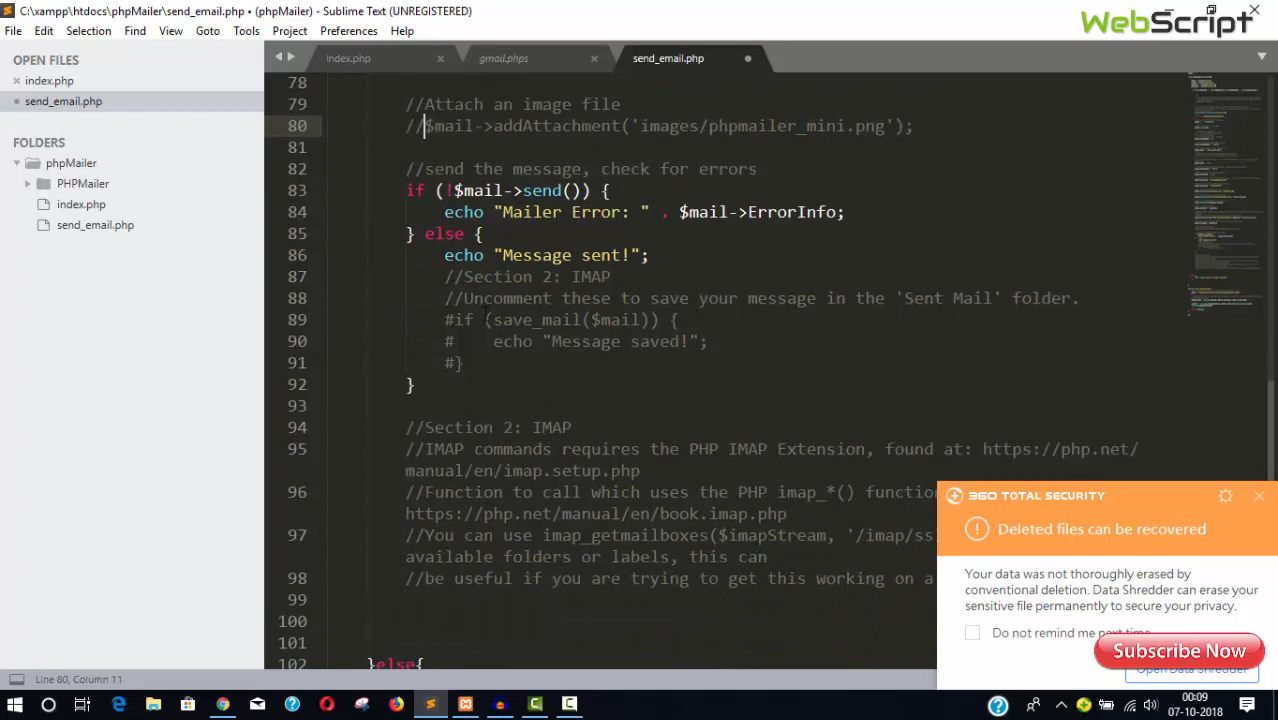 C:\xampp\htdocs\phpMailer\send_email.php • (phpMailer) - Sublime Text (UNREGISTERED)
WebScript
File Edit Selection Find View Goto Tools Project Preferences Help
OPEN FILES
index.php
send_email.php
FOLDERS
phpMailer
PHPMailer
index.php
send_email.php
index.php gmail.phps send_email.php
78
79 //Attach an image file
80 //$mail->addAttachment('images/phpmailer_mini.png');
81
82 //send the message, check for errors
83 if (!$mail->send()) {
84 echo "Mailer Error: " . $mail->ErrorInfo;
85 } else {
86 echo "Message sent!";
87 //Section 2: IMAP
88 //Uncomment these to save your message in the 'Sent Mail' folder.
89 #if (save_mail($mail)) {
90 # echo "Message saved!";
91 #}
92 }
93
94 //Section 2: IMAP
95 //IMAP commands requires the PHP IMAP Extension, found at: https://php.net/
manual/en/imap.setup.php
96 //Function to call which uses the PHP imap_*() function
https://php.net/manual/en/book.imap.php
97 //You can use imap_getmailboxes($imapStream, '/imap/ss
available folders or labels, this can
98 //be useful if you are trying to get this working on a
99
100
101
102 }else{
360 TOTAL SECURITY
Deleted files can be recovered
Your data was not thoroughly erased by
conventional deletion. Data Shredder can erase your
sensitive file permanently to secure your privacy.
Do not remind me next time
Subscribe Now
Open Data Shredder
Line 80, Column 11
00:09
07-10-2018